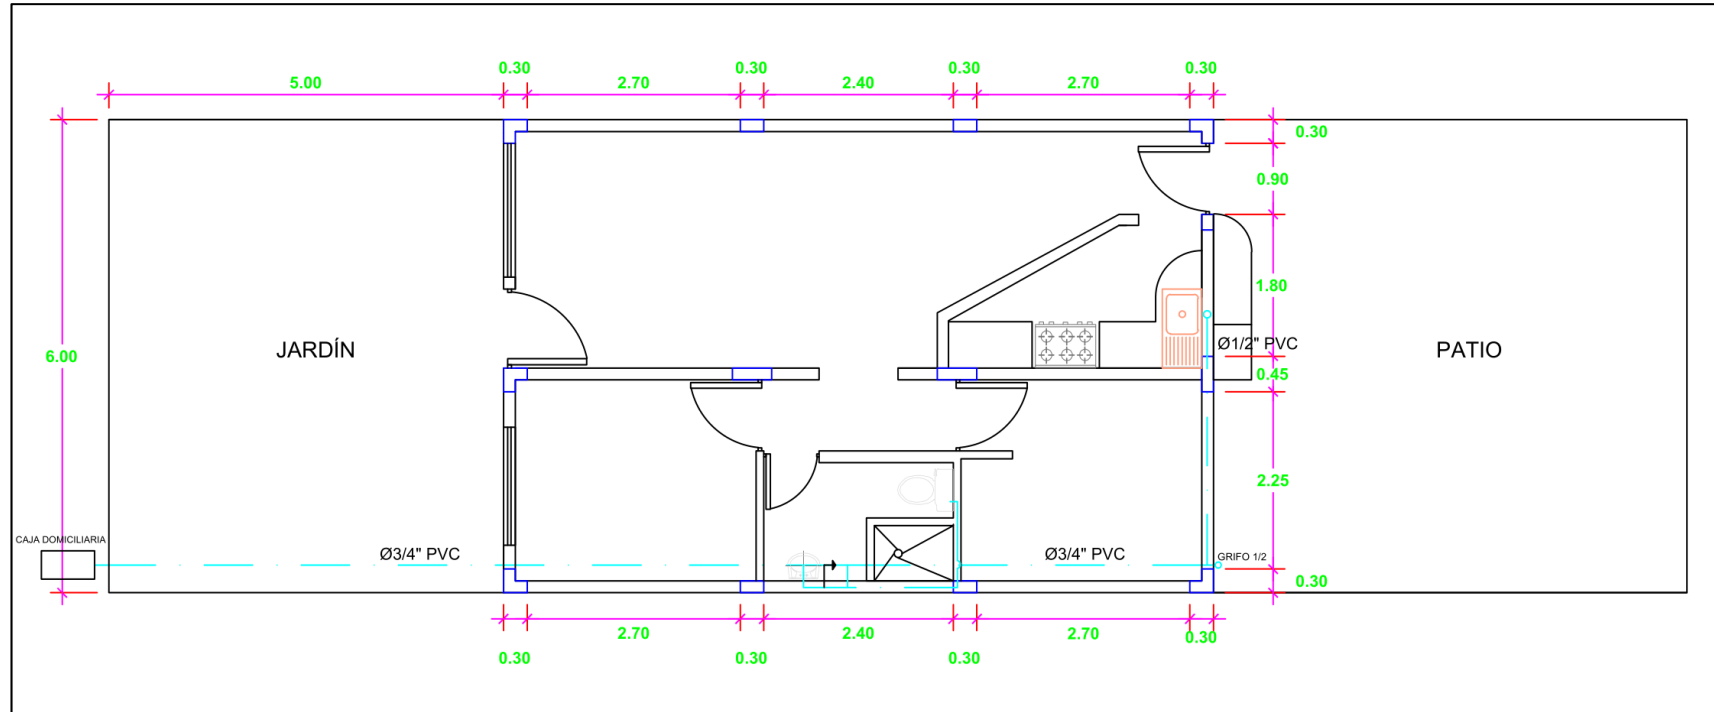 0.30 0.30 0.30 0.30
5.00 2.70 2.40 2.70
0.30
0.90
1.80
JARDÍN
6.00
Ø1/2" PVC
PATIO
0.45
2.25
CAJA DOMICILIARIA
Ø3/4" PVC
Ø3/4" PVC
GRIFO 1/2
0.30
2.70 2.40 2.70 0.30
0.30 0.30 0.30